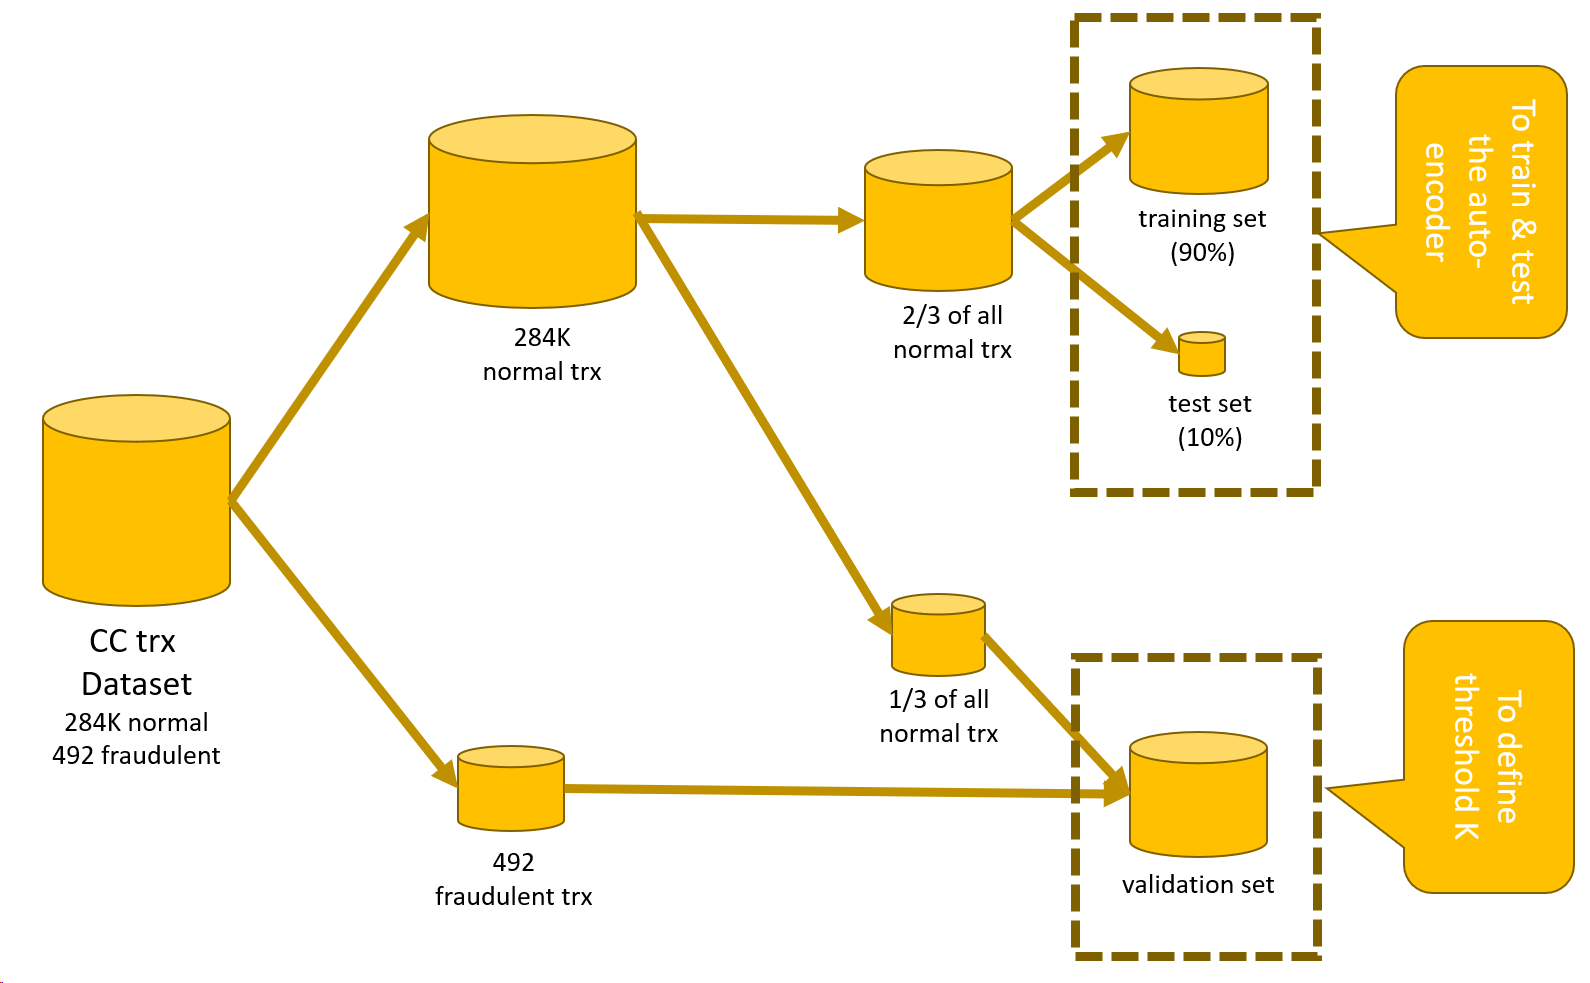 CC trx
Dataset
284K normal
492 fraudulent
284K
normal trx
492
fraudulent trx
2/3 of all
normal trx
1/3 of all
normal trx
training set
(90%)
test set
(10%)
validation set
To train & test
the auto-
encoder
To define
threshold K